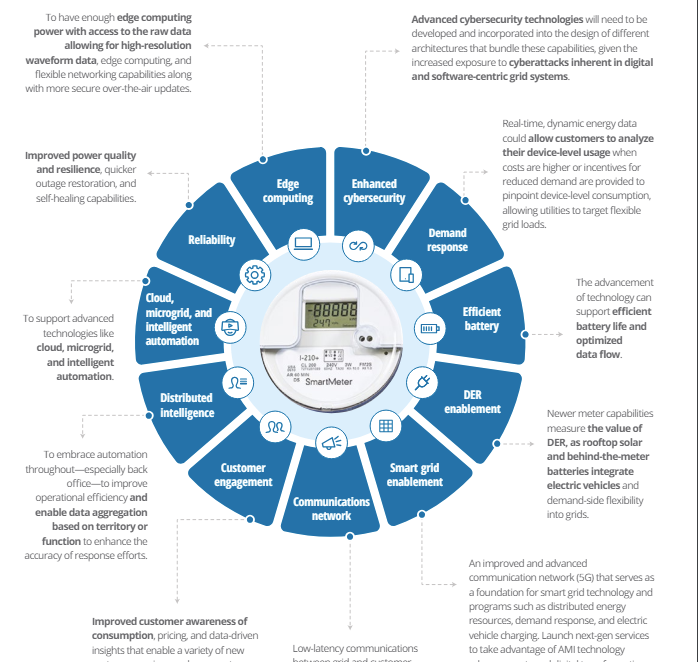 To have enough edge computing
power with access to the raw data
allowing for high-resolution
waveform data, edge computing, and
flexible networking capabilities along
with more secure over-the-air updates.
Advanced cybersecurity technologies will need to be
developed and incorporated into the design of different
architectures that bundle these capabilities, given the
increased exposure to cyberattacks inherent in digital
and software-centric grid systems.
Improved power quality
and resilience, quicker
outage restoration, and
self-healing capabilities.
Real-time, dynamic energy data
could allow customers to analyze
their device-level usage when
costs are higher or incentives for
reduced demand are provided to
pinpoint device-level consumption,
allowing utilities to target flexible
grid loads.
Edge
computing
Enhanced
cybersecurity
Reliability
Demand
response
Cloud,
microgrid, and
intelligent
automation
Efficient
battery
To support advanced
technologies like
cloud, microgrid,
and intelligent
automation.
The advancement
of technology can
support efficient
battery life and
optimized
data flow.
-88888
247
I-210+
SmartMeter
Distributed
intelligence
DER
enablement
Customer
engagement
Communications
network
Smart grid
enablement
To embrace automation
throughout—especially back
office—to improve
operational efficiency and
enable data aggregation
based on territory or
function to enhance the
accuracy of response efforts.
Newer meter capabilities
measure the value of
DER, as rooftop solar
and behind-the-meter
batteries integrate
electric vehicles and
demand-side flexibility
into grids.
Improved customer awareness of
consumption, pricing, and data-driven
insights that enable a variety of new
Low-latency communications
between grid and customer
An improved and advanced
communication network (5G) that serves as
a foundation for smart grid technology and
programs such as distributed energy
resources, demand response, and electric
vehicle charging. Launch next-gen services
to take advantage of AMI technology